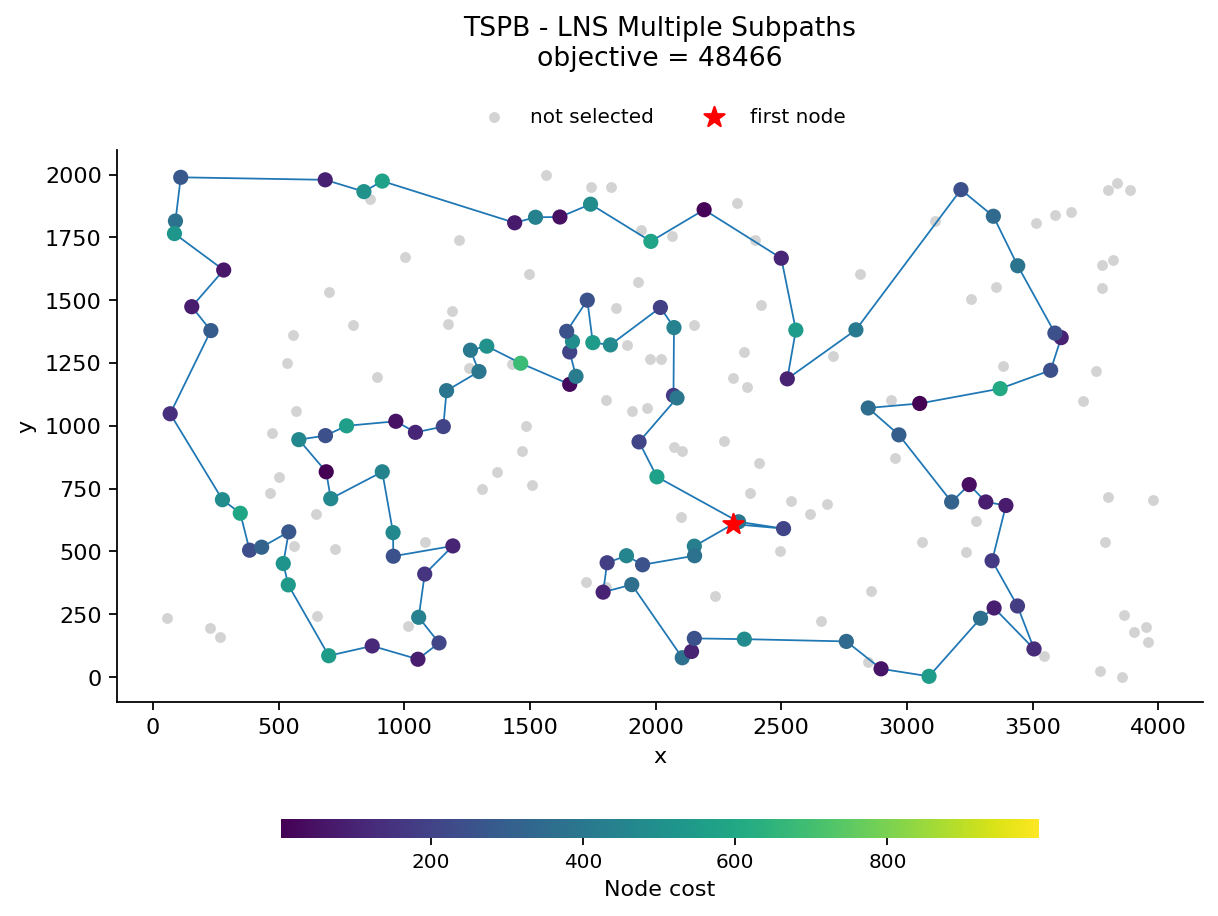 TSPB - LNS Multiple Subpaths
objective = 48466
not selected
first node
2000
1750
1500
1250
1000
750
500
250
0
y
0 500 1000 1500 2000 2500 3000 3500 4000
x
200 400 600 800
Node cost